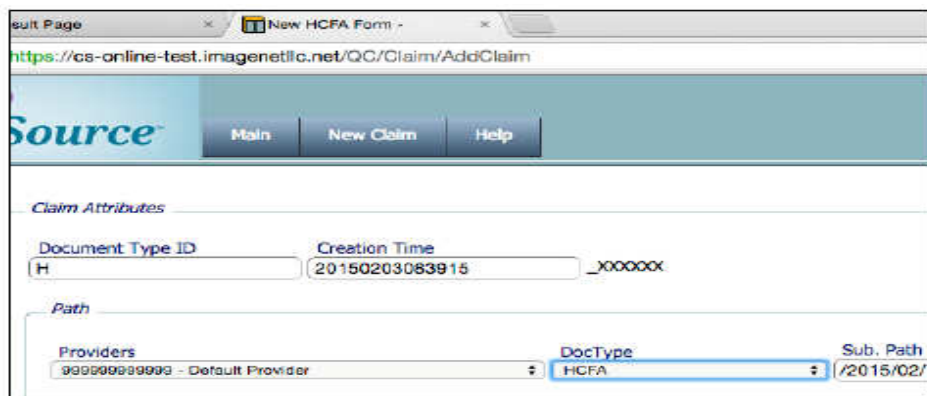 sult Page × New HCFA Form - ×
https://cs-online-test.imagenetllc.net/QC/Claim/AddClaim
Source Main New Claim Help
Claim Attributes
Document Type ID Creation Time
H 20150203083915 _XXXXXX
Path
Providers DocType Sub. Path
999999999999 - Default Provider HCFA /2015/02/